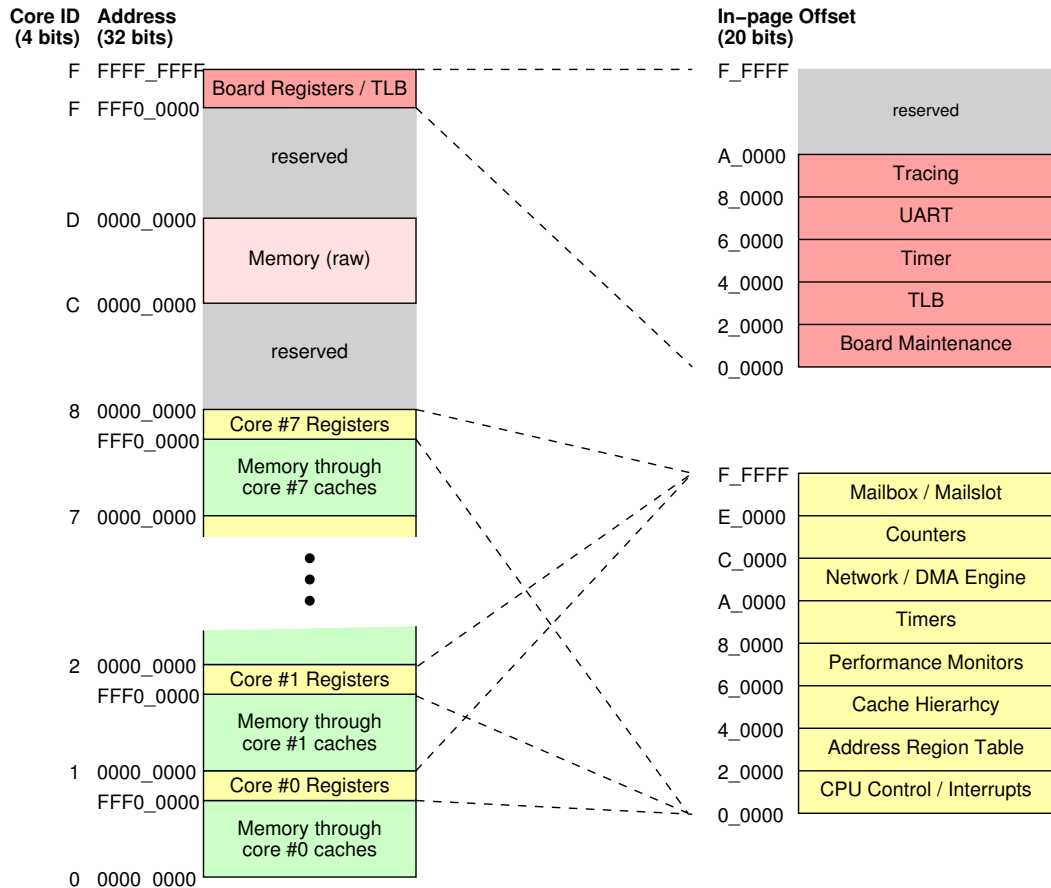 Core ID Address
(4 bits) (32 bits)
F FFFF_FFFF
Board Registers / TLB
F FFF0_0000
reserved
D 0000_0000
Memory (raw)
C 0000_0000
reserved
8 0000_0000
Core #7 Registers
FFF0_0000
Memory through
core #7 caches
7 0000_0000
2 0000_0000
Core #1 Registers
FFF0_0000
Memory through
core #1 caches
1 0000_0000
Core #0 Registers
FFF0_0000
Memory through
core #0 caches
0 0000_0000
In-page Offset
(20 bits)
F_FFFF
reserved
A_0000
Tracing
8_0000
UART
6_0000
Timer
4_0000
TLB
2_0000
Board Maintenance
0_0000
F_FFFF
Mailbox / Mailslot
E_0000
Counters
C_0000
Network / DMA Engine
A_0000
Timers
8_0000
Performance Monitors
6_0000
Cache Hierarhcy
4_0000
Address Region Table
2_0000
CPU Control / Interrupts
0_0000